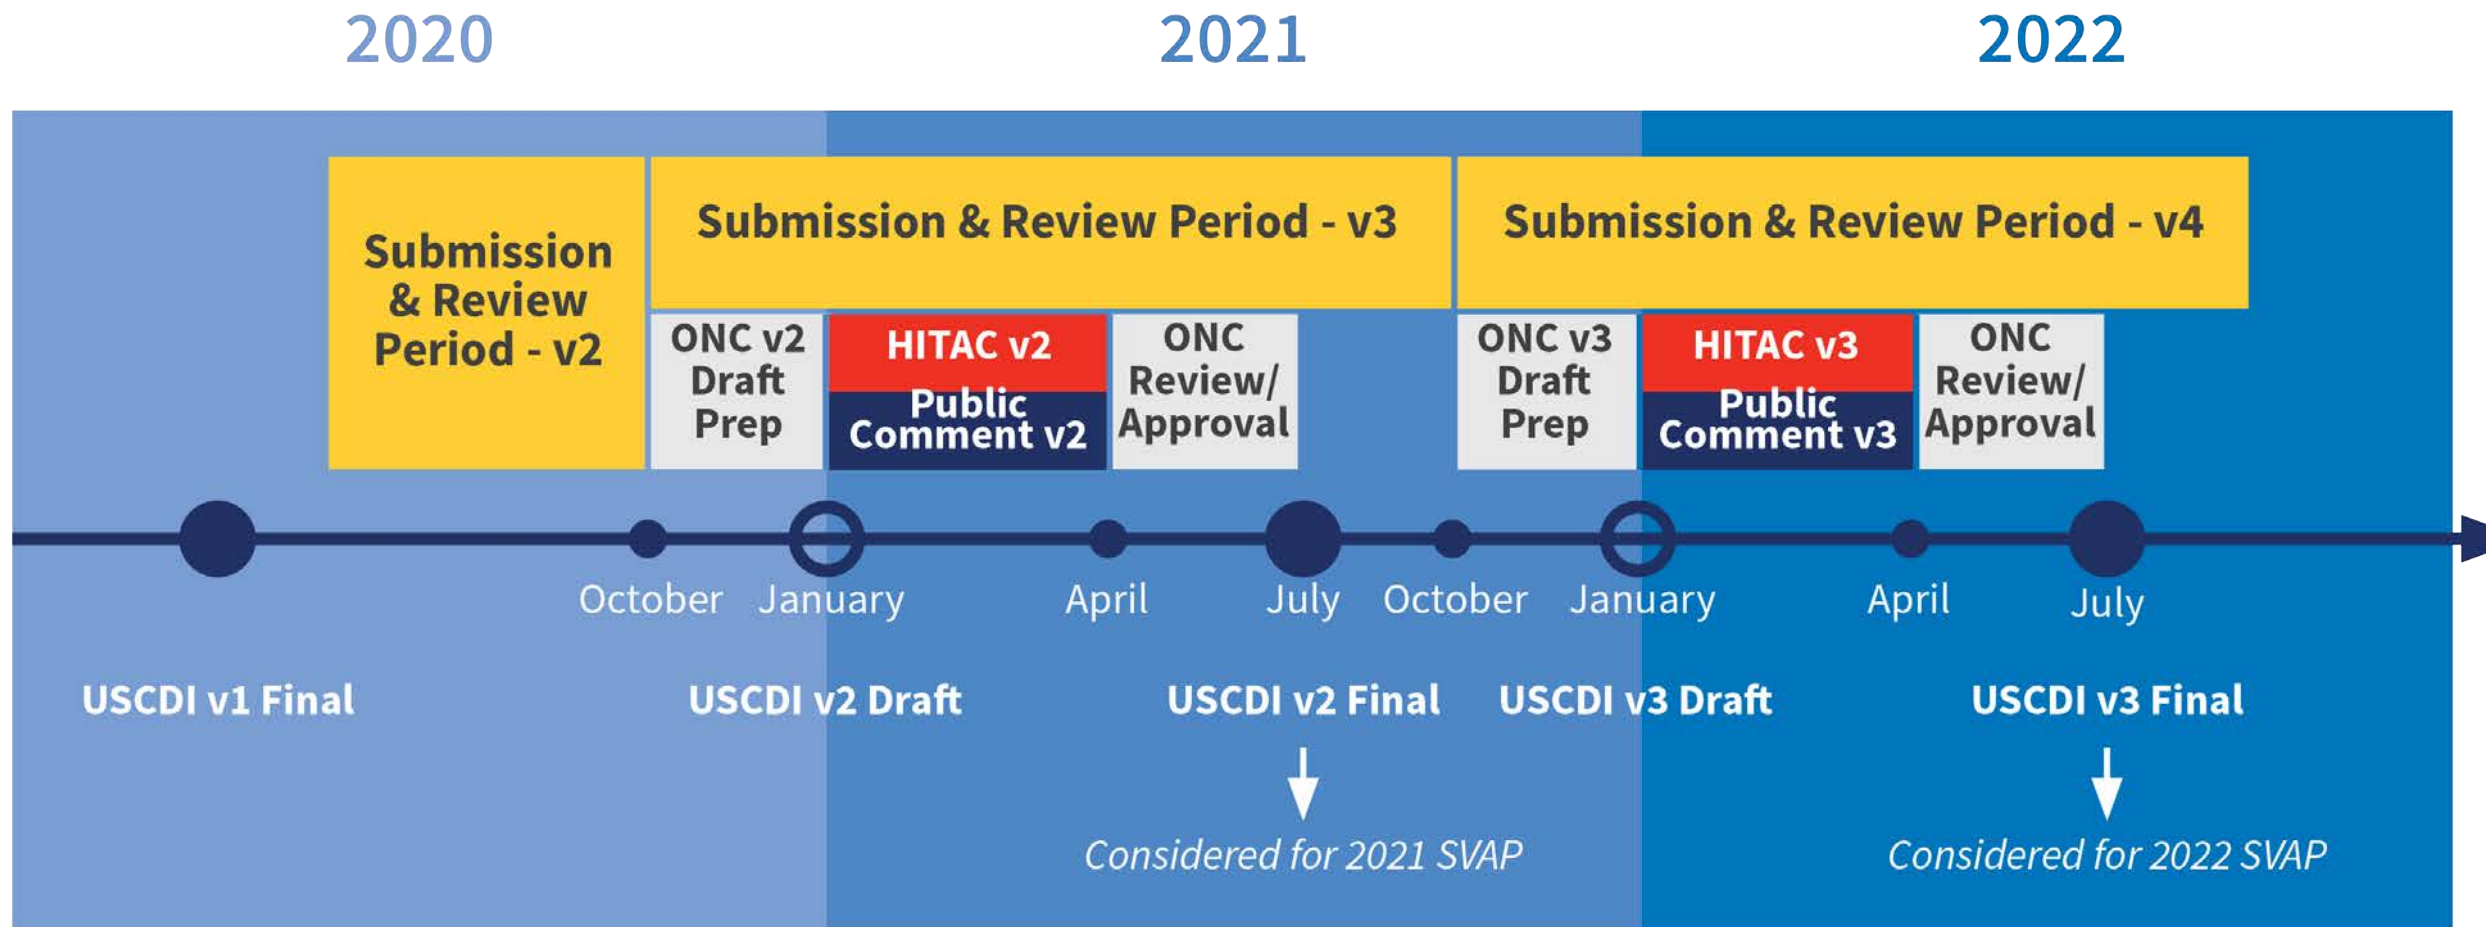 2020 2021 2022
Submission & Review Period - v3 Submission & Review Period - v4
Submission
& Review
Period - v2
ONC v2
Draft
Prep
HITAC v2
Public
Comment v2
ONC
Review/
Approval
ONC v3
Draft
Prep
HITAC v3
Public
Comment v3
ONC
Review/
Approval
October January April July October January April July
USCDI v1 Final USCDI v2 Draft USCDI v2 Final USCDI v3 Draft USCDI v3 Final
Considered for 2021 SVAP Considered for 2022 SVAP